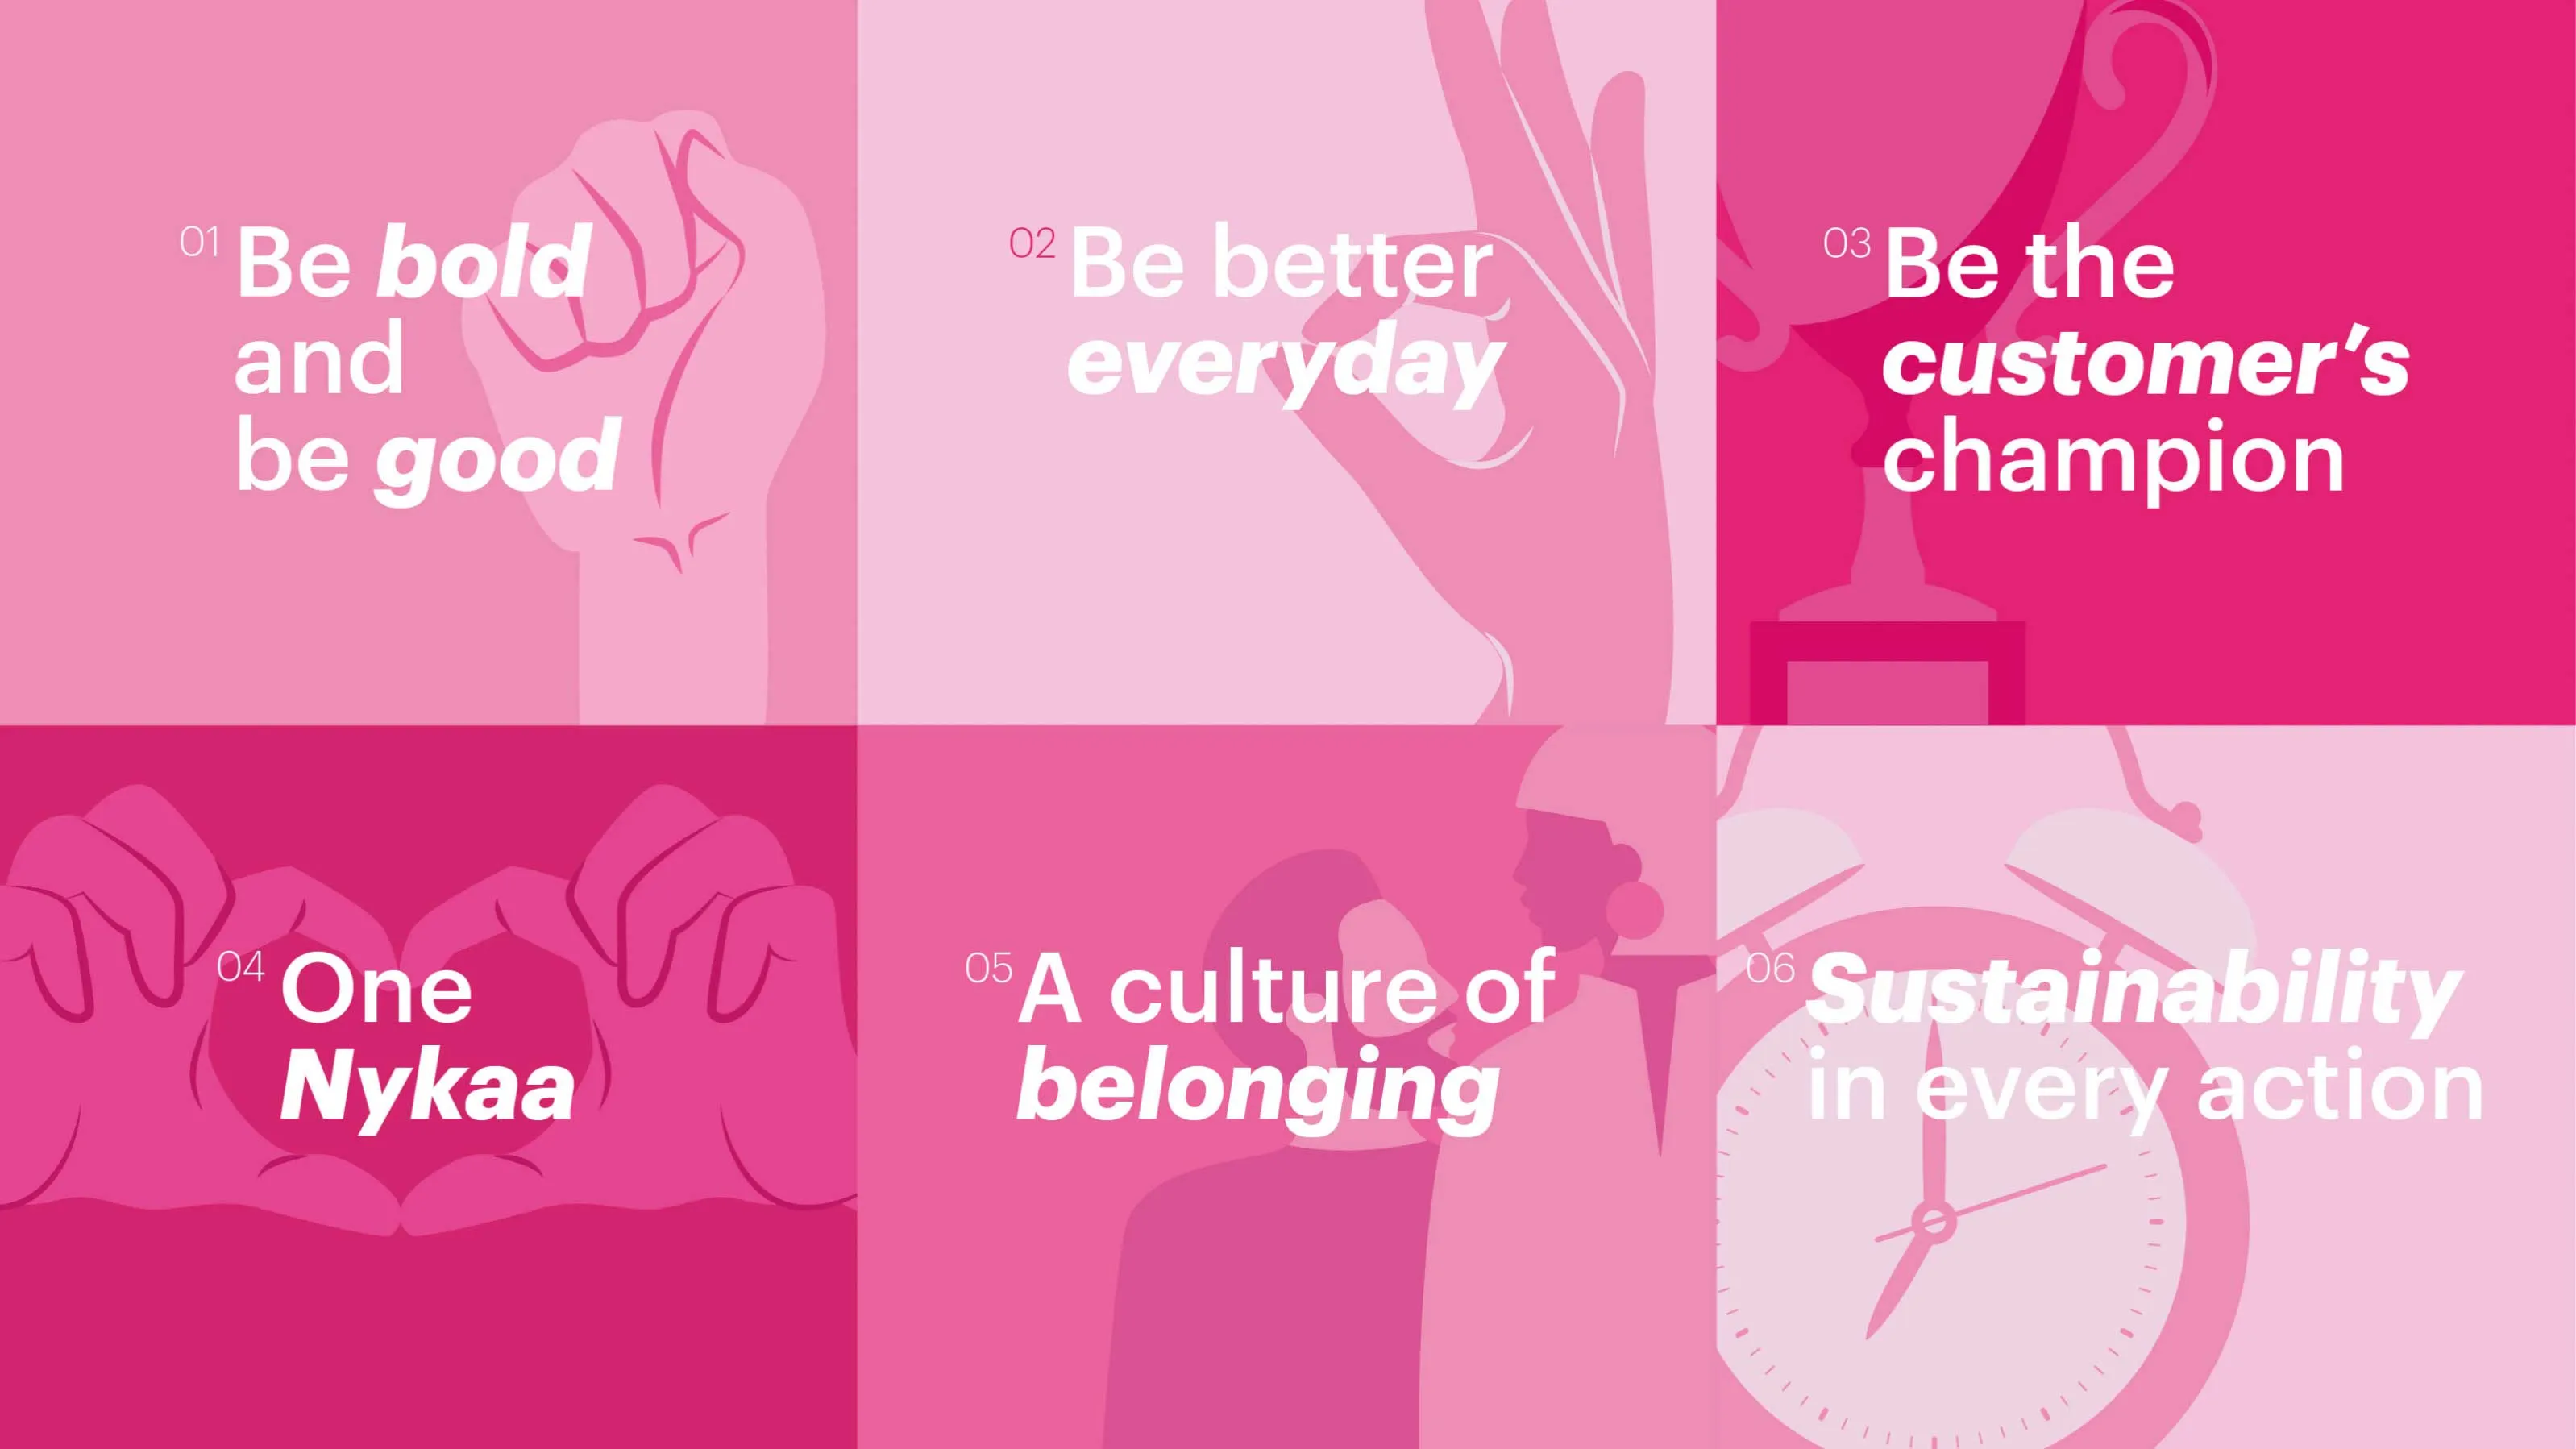 01 Be bold
and
be good
02 Be better
everyday
03 Be the
customer's
champion
04 One
Nykaa
05 A culture of
belonging
06 Sustainability
in every action